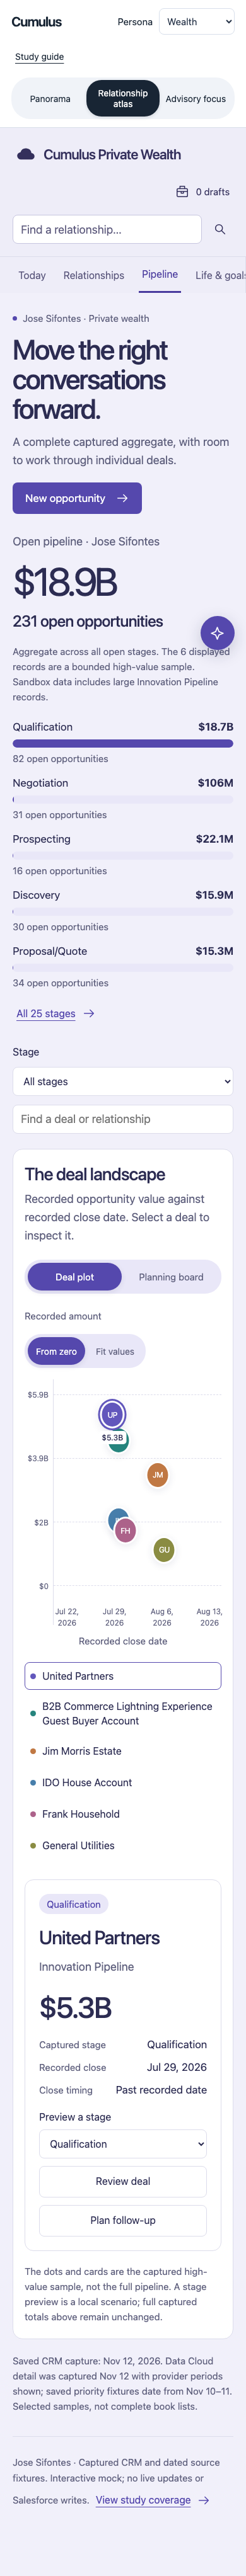 Cumulus
Persona
Wealth
Study guide
Panorama
Relationship
atlas
Advisory focus
Cumulus Private Wealth
0 drafts
Find a relationship...
Today
Relationships
Pipeline
Life & goals
Jose Sifontes · Private wealth
Move the right
conversations
forward.
A complete captured aggregate, with room
to work through individual deals.
New opportunity
Open pipeline · Jose Sifontes
$18.9B
231 open opportunities
Aggregate across all open stages. The 6 displayed
records are a bounded high-value sample.
Sandbox data includes large Innovation Pipeline
records.
Qualification $18.7B
82 open opportunities
Negotiation $106M
31 open opportunities
Prospecting $22.1M
16 open opportunities
Discovery $15.9M
30 open opportunities
Proposal/Quote $15.3M
34 open opportunities
All 25 stages
Stage
All stages
Find a deal or relationship
The deal landscape
Recorded opportunity value against
recorded close date. Select a deal to
inspect it.
Deal plot
Planning board
Recorded amount
From zero
Fit values
$5.9B
UP
$5.3B
$3.9B
JM
$2B
FH
GU
$0
Jul 22,
2026
Jul 29,
2026
Aug 6,
2026
Aug 13,
2026
Recorded close date
United Partners
B2B Commerce Lightning Experience
Guest Buyer Account
Jim Morris Estate
IDO House Account
Frank Household
General Utilities
Qualification
United Partners
Innovation Pipeline
$5.3B
Captured stage Qualification
Recorded close Jul 29, 2026
Close timing Past recorded date
Preview a stage
Qualification
Review deal
Plan follow-up
The dots and cards are the captured high-
value sample, not the full pipeline. A stage
preview is a local scenario; full captured
totals above remain unchanged.
Saved CRM capture: Nov 12, 2026. Data Cloud
detail was captured Nov 12 with provider periods
shown; saved priority fixtures date from Nov 10–11.
Selected samples, not complete book lists.
Jose Sifontes · Captured CRM and dated source
fixtures. Interactive mock; no live updates or
Salesforce writes. View study coverage